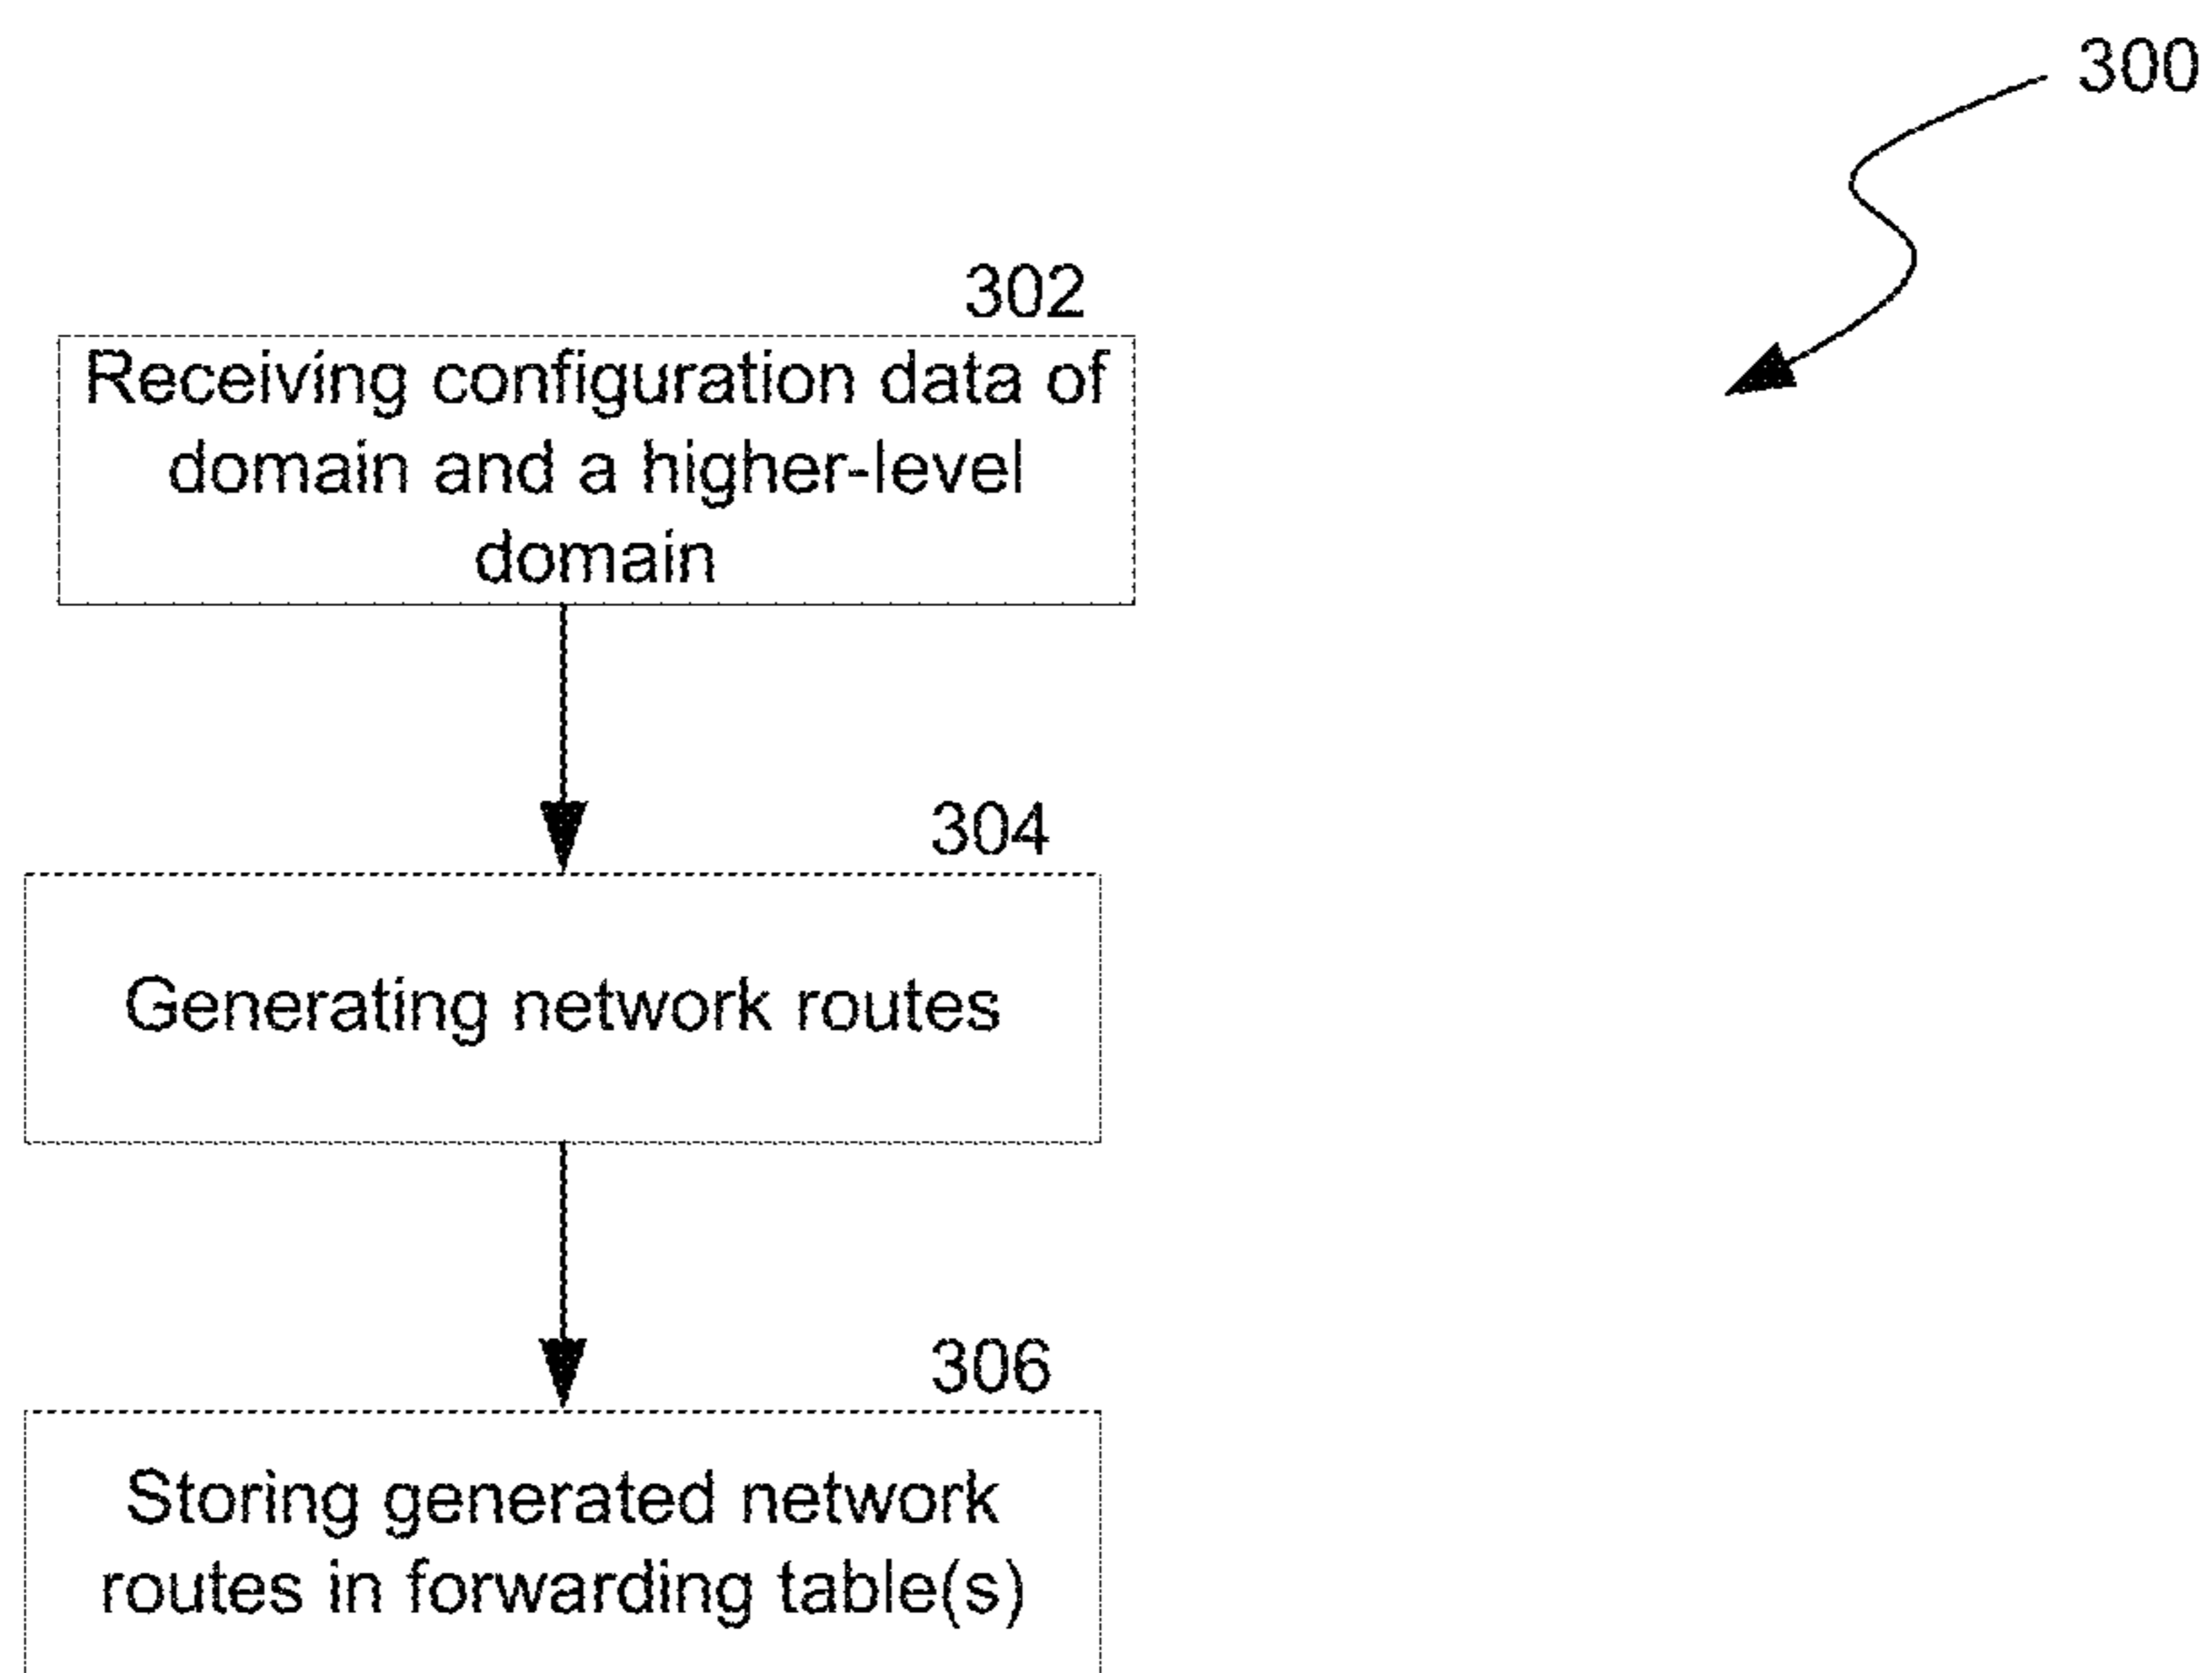 300
302
Receiving configuration data of
domain and a higher-level
domain
304
Generating network routes
306
Storing generated network
routes in forwarding table(s)